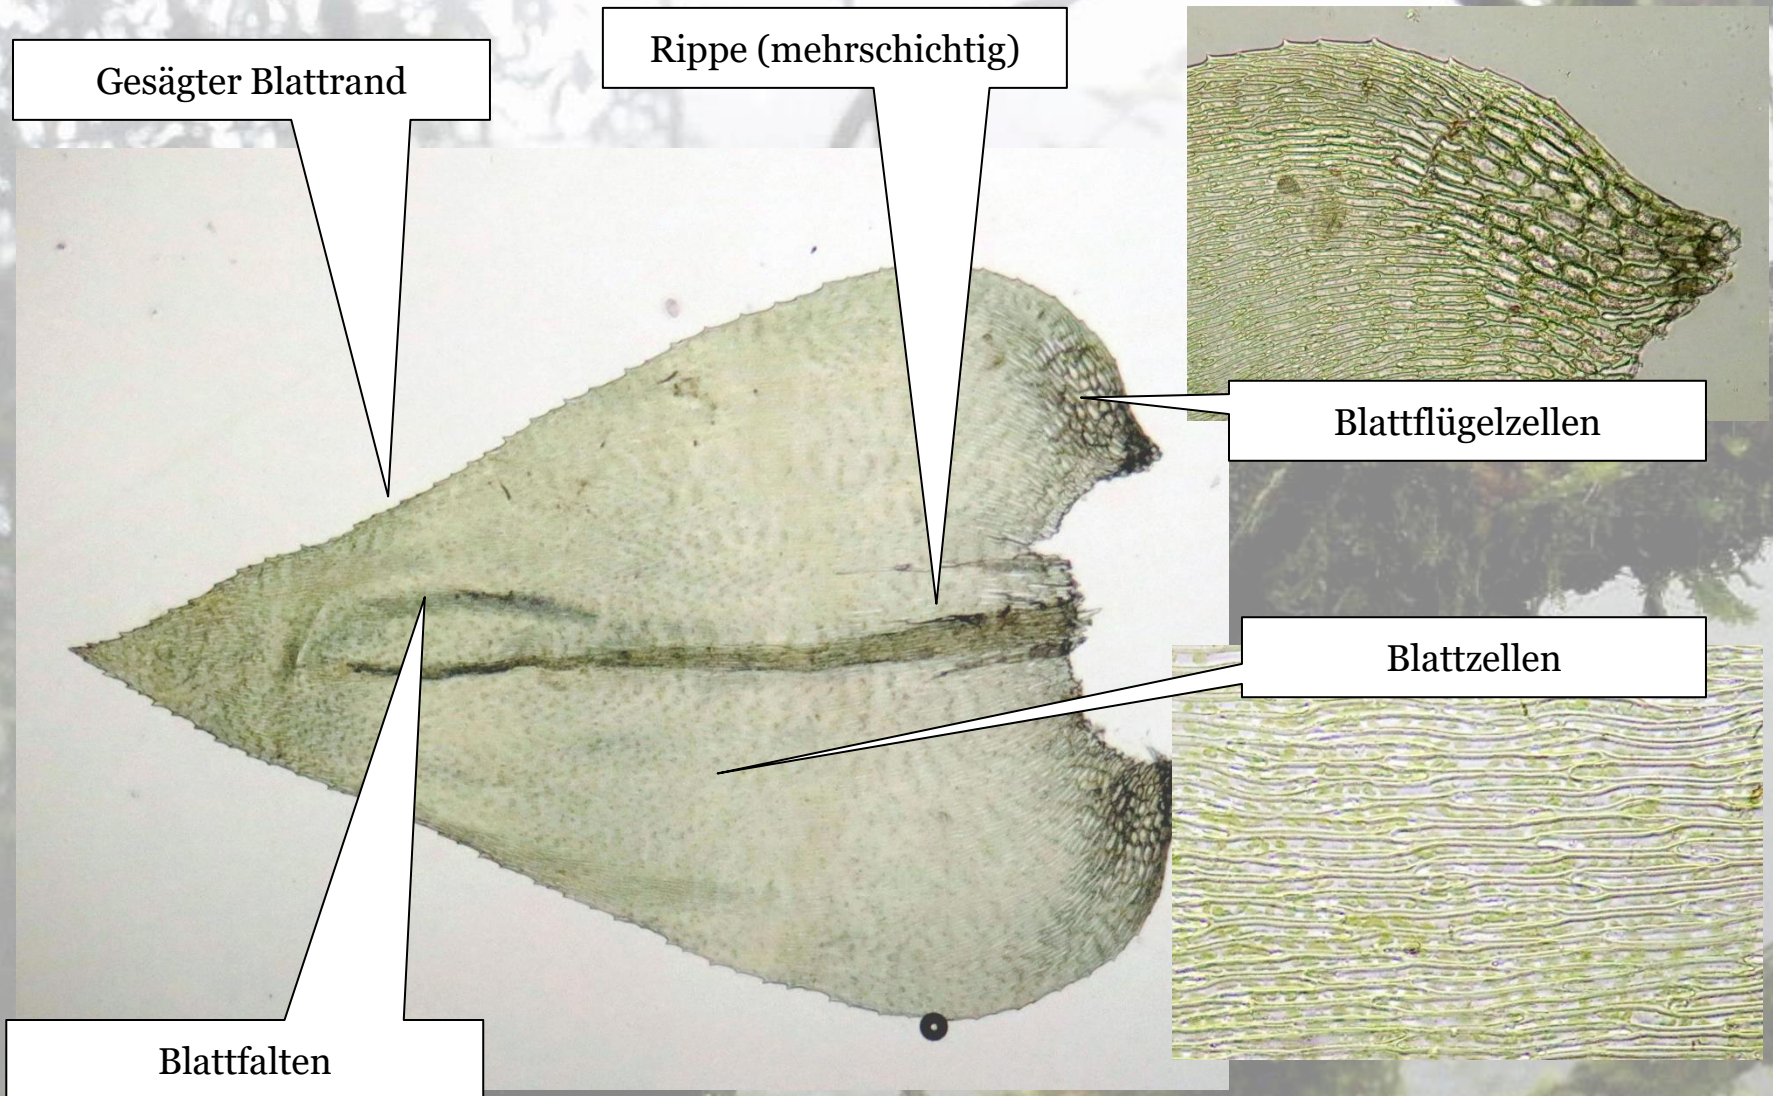 Gesägter Blattrand
Rippe (mehrschichtig)
Blattflügelzellen
Blattzellen
Blattfalten